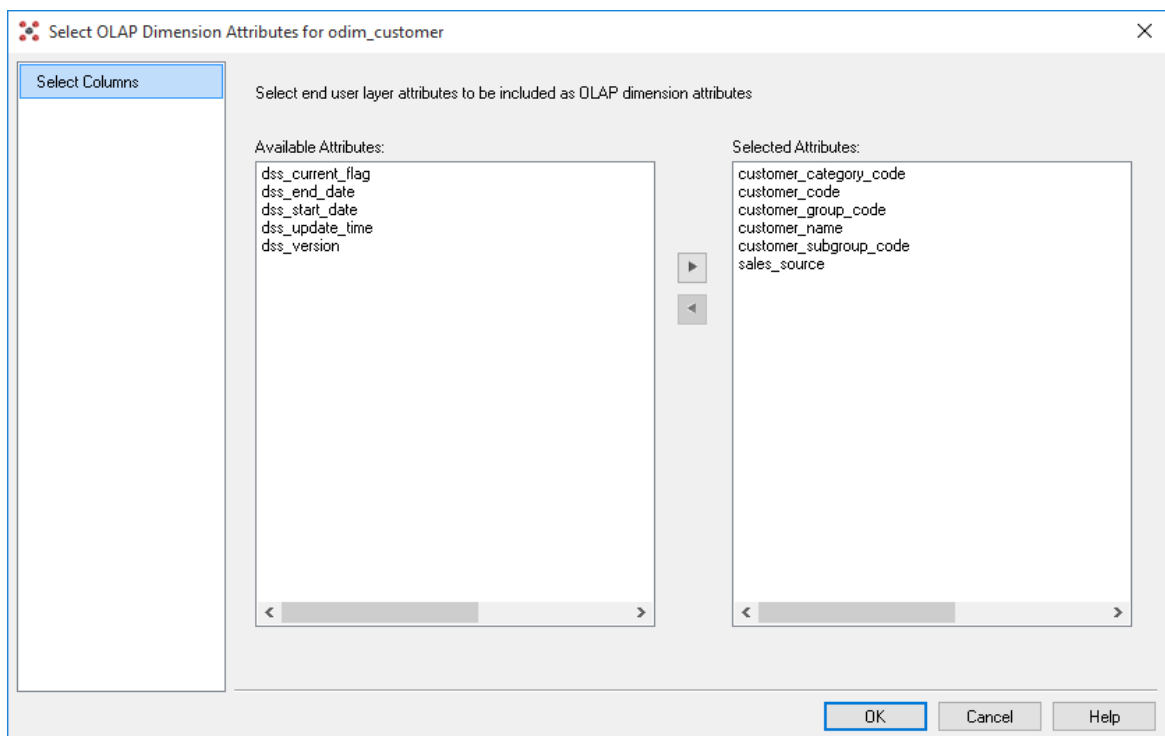 Select OLAP Dimension Attributes for odim_customer
Select Columns
Select end user layer attributes to be included as OLAP dimension attributes
Available Attributes:
dss_current_flag
dss_end_date
dss_start_date
dss_update_time
dss_version
Selected Attributes:
customer_category_code
customer_code
customer_group_code
customer_name
customer_subgroup_code
sales_source
OK
Cancel
Help